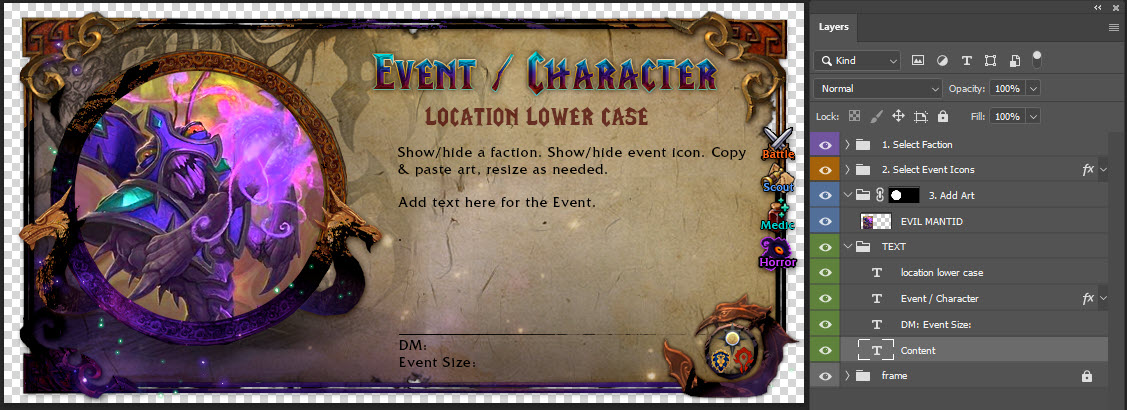 Event / Character
LOCATION LOWER CASE
Show/hide a faction. Show/hide event icon. Copy
& paste art, resize as needed.
Add text here for the Event.
Battle
Scout
Medic
Horror
DM:
Event Size:
Layers
Kind
Normal
Opacity: 100%
Lock:
Fill: 100%
1. Select Faction
2. Select Event Icons
fx
3. Add Art
EVIL MANTID
TEXT
T location lower case
T Event / Character
fx
T DM: Event Size:
T Content
frame